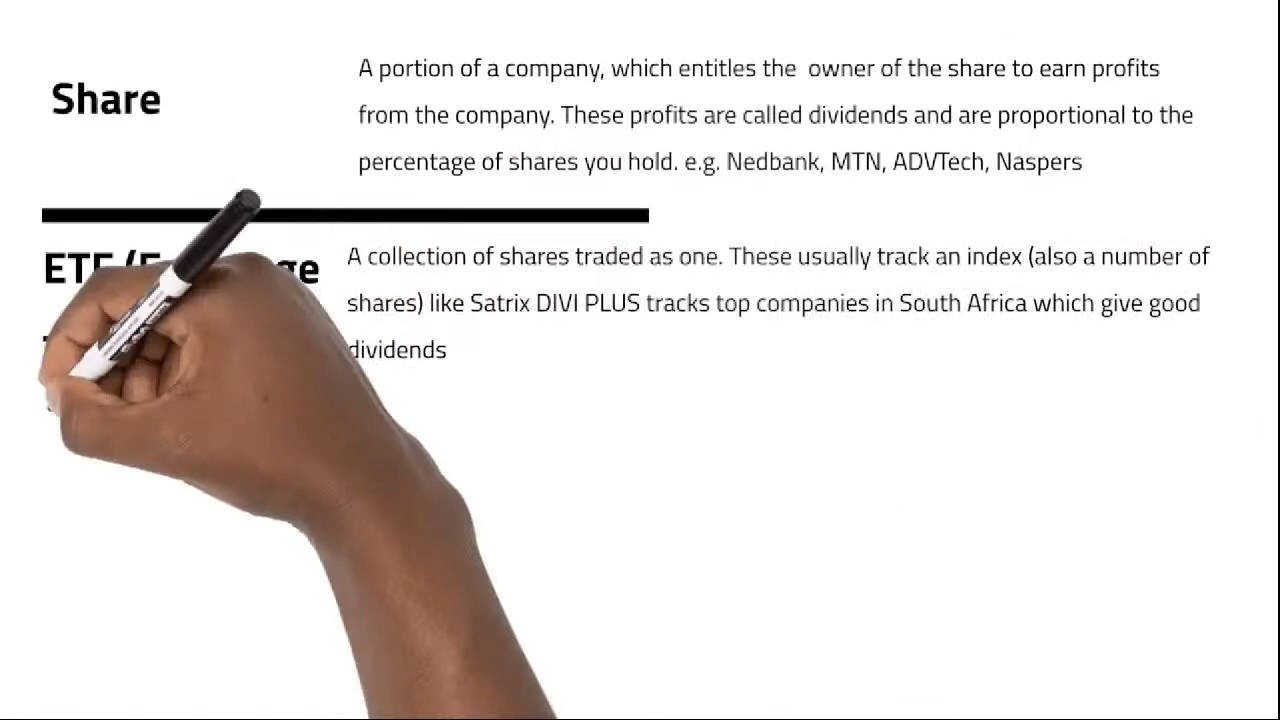 Share
A portion of a company, which entitles the  owner of the share to earn profits
from the company. These profits are called dividends and are proportional to the
percentage of shares you hold. e.g. Nedbank, MTN, ADVTech, Naspers
A collection of shares traded as one. These usually track an index (also a number of
shares) like Satrix DIVI PLUS tracks top companies in South Africa which give good
dividends